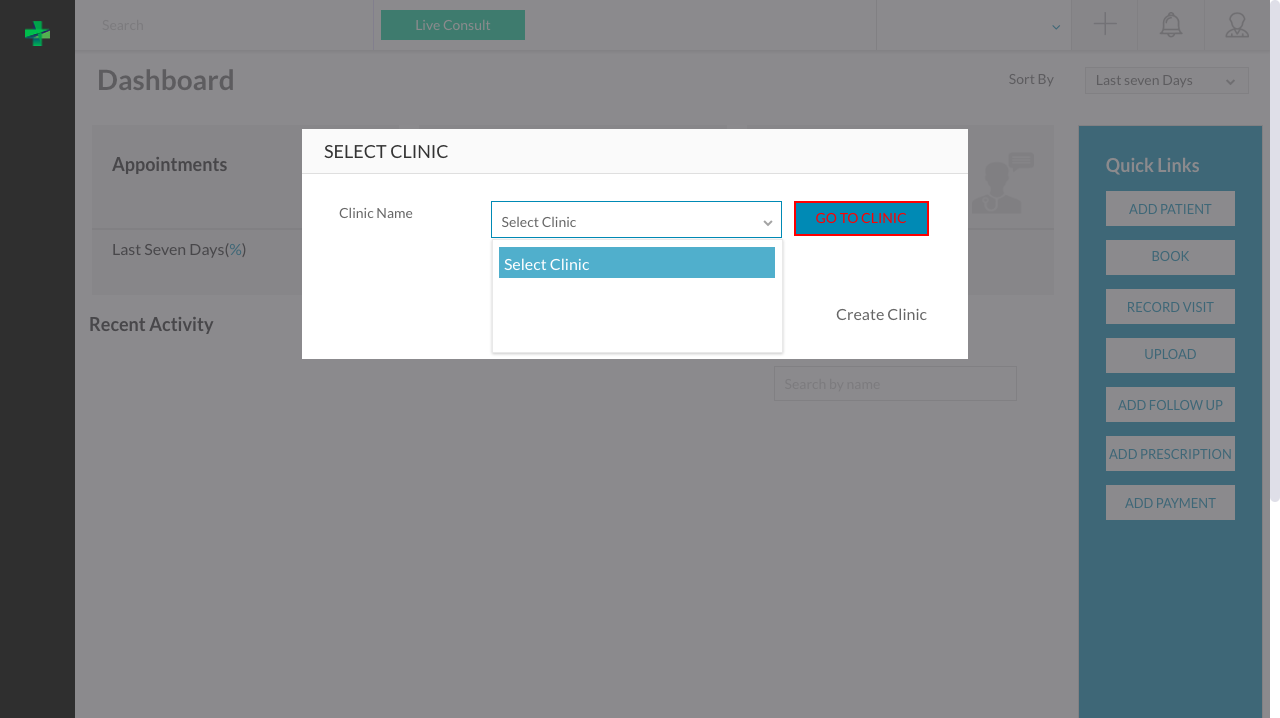 Search
Live Consult
Dashboard
Sort By
Last seven Days
SELECT CLINIC
Clinic Name
Select Clinic
GO TO CLINIC
Select Clinic
Create Clinic
Appointments
Last Seven Days(%)
Recent Activity
Search by name
Quick Links
ADD PATIENT
BOOK
RECORD VISIT
UPLOAD
ADD FOLLOW UP
ADD PRESCRIPTION
ADD PAYMENT